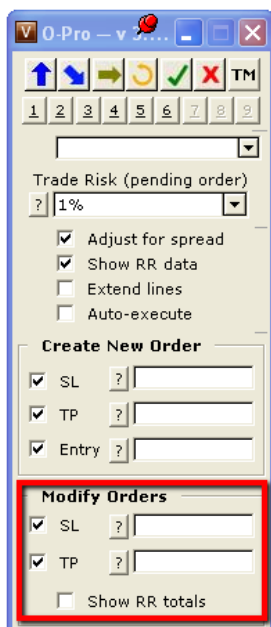 V O-Pro — v 3....
TM
1 2 3 4 5 6 7 8 9
Trade Risk (pending order)
? 1%
Adjust for spread
Show RR data
Extend lines
Auto-execute
Create New Order
SL ?
TP ?
Entry ?
Modify Orders
SL ?
TP ?
Show RR totals